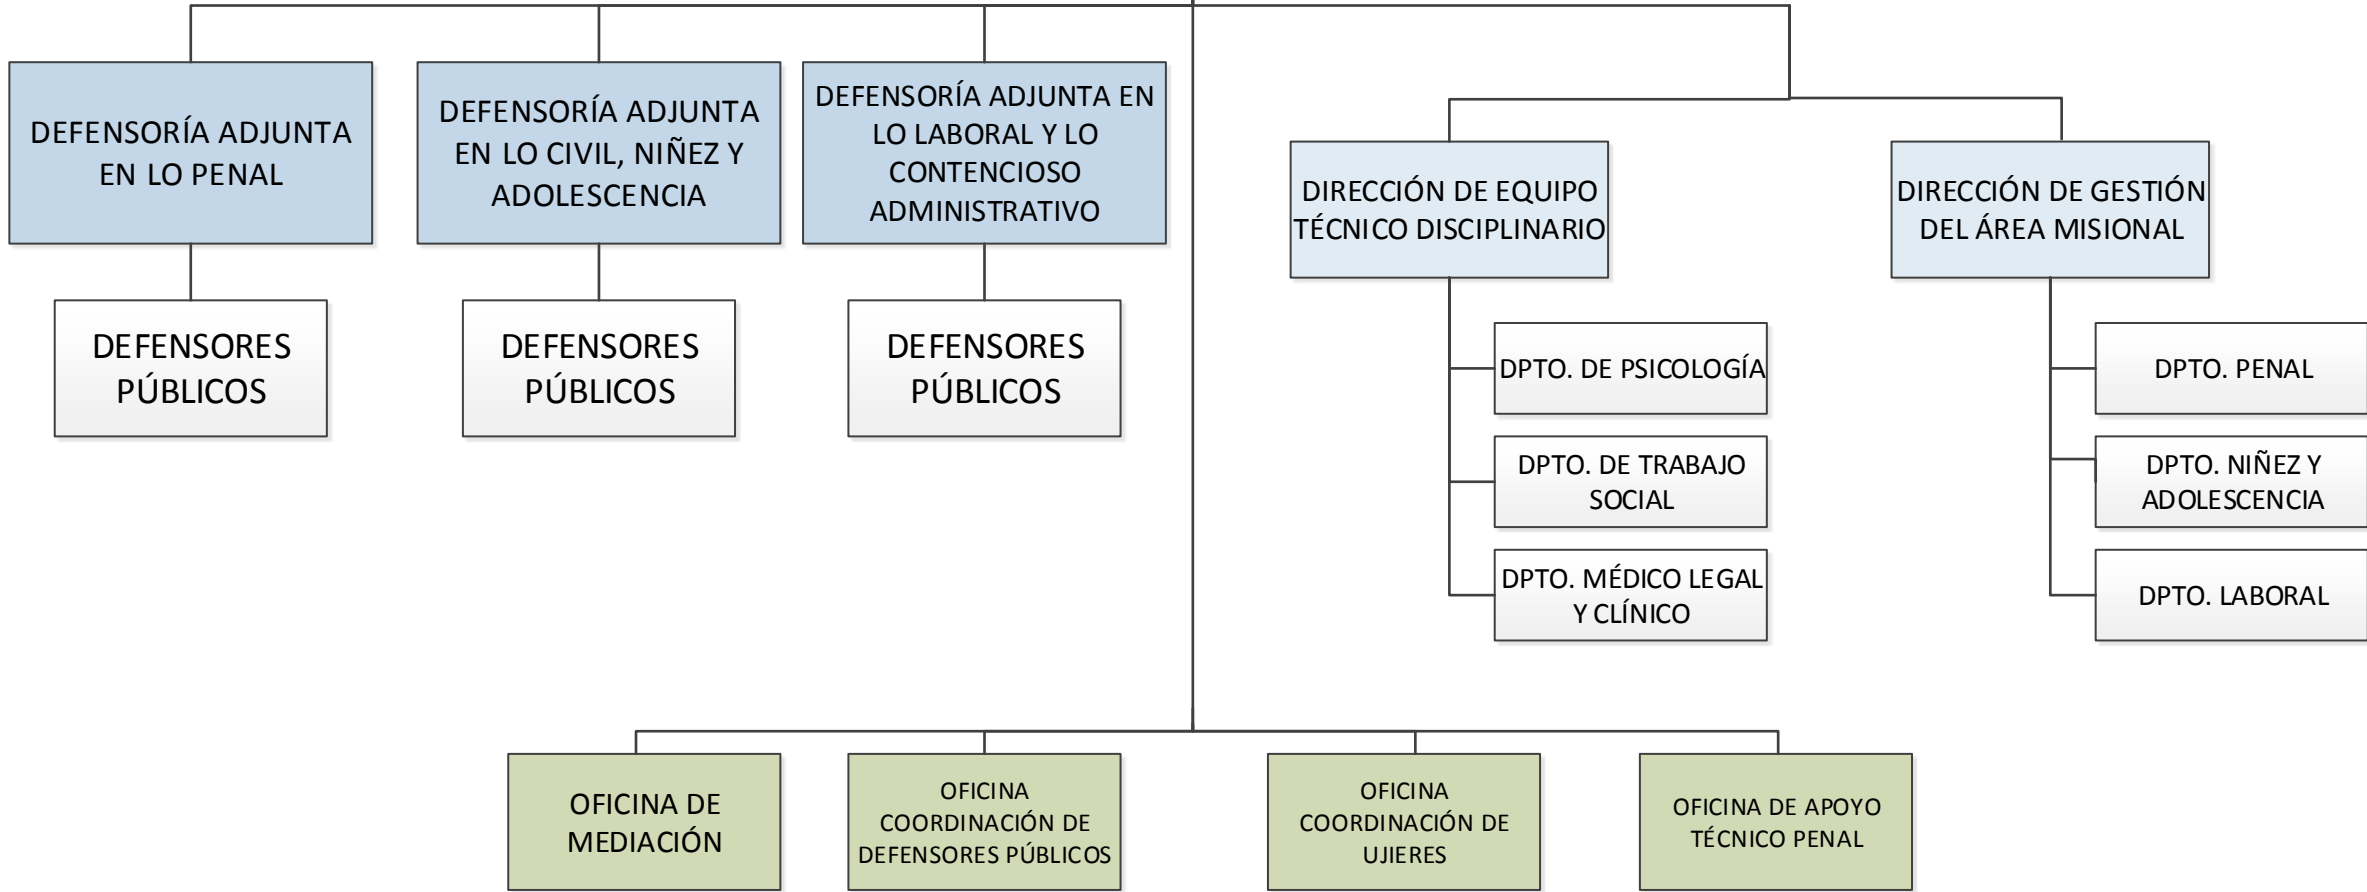 DEFENSORÍA ADJUNTA
EN LO PENAL
DEFENSORÍA ADJUNTA
EN LO CIVIL, NIÑEZ Y
ADOLESCENCIA
DEFENSORÍA ADJUNTA EN
LO LABORAL Y LO
CONTENCIOSO
ADMINISTRATIVO
DIRECCIÓN DE EQUIPO
TÉCNICO DISCIPLINARIO
DIRECCIÓN DE GESTIÓN
DEL ÁREA MISIONAL
DEFENSORES
PÚBLICOS
DEFENSORES
PÚBLICOS
DEFENSORES
PÚBLICOS
DPTO. DE PSICOLOGÍA
DPTO. DE TRABAJO
SOCIAL
DPTO. MÉDICO LEGAL
Y CLÍNICO
DPTO. PENAL
DPTO. NIÑEZ Y
ADOLESCENCIA
DPTO. LABORAL
OFICINA DE
MEDIACIÓN
OFICINA
COORDINACIÓN DE
DEFENSORES PÚBLICOS
OFICINA
COORDINACIÓN DE
UJIERES
OFICINA DE APOYO
TÉCNICO PENAL